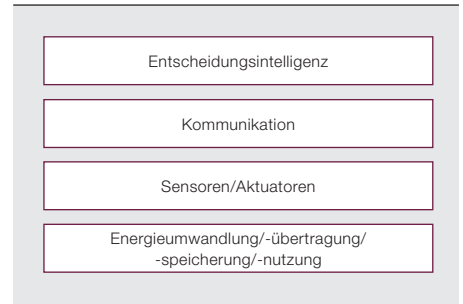 Entscheidungsintelligenz
Kommunikation
Sensoren/Aktuatoren
Energieumwandlung/-übertragung/
-speicherung/-nutzung